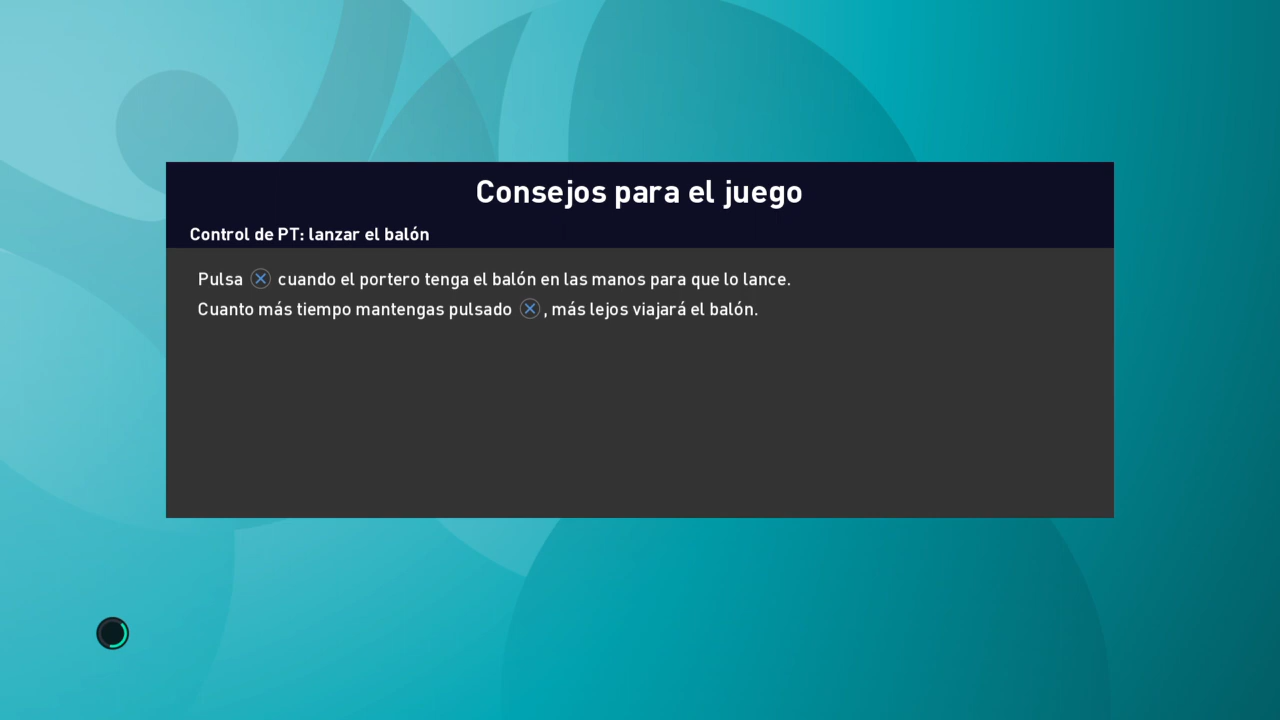 Consejos para el juego
Control de PT: lanzar el balón
Pulsa ⓧ cuando el portero tenga el balón en las manos para que lo lance.
Cuanto más tiempo mantengas pulsado ⓧ, más lejos viajará el balón.